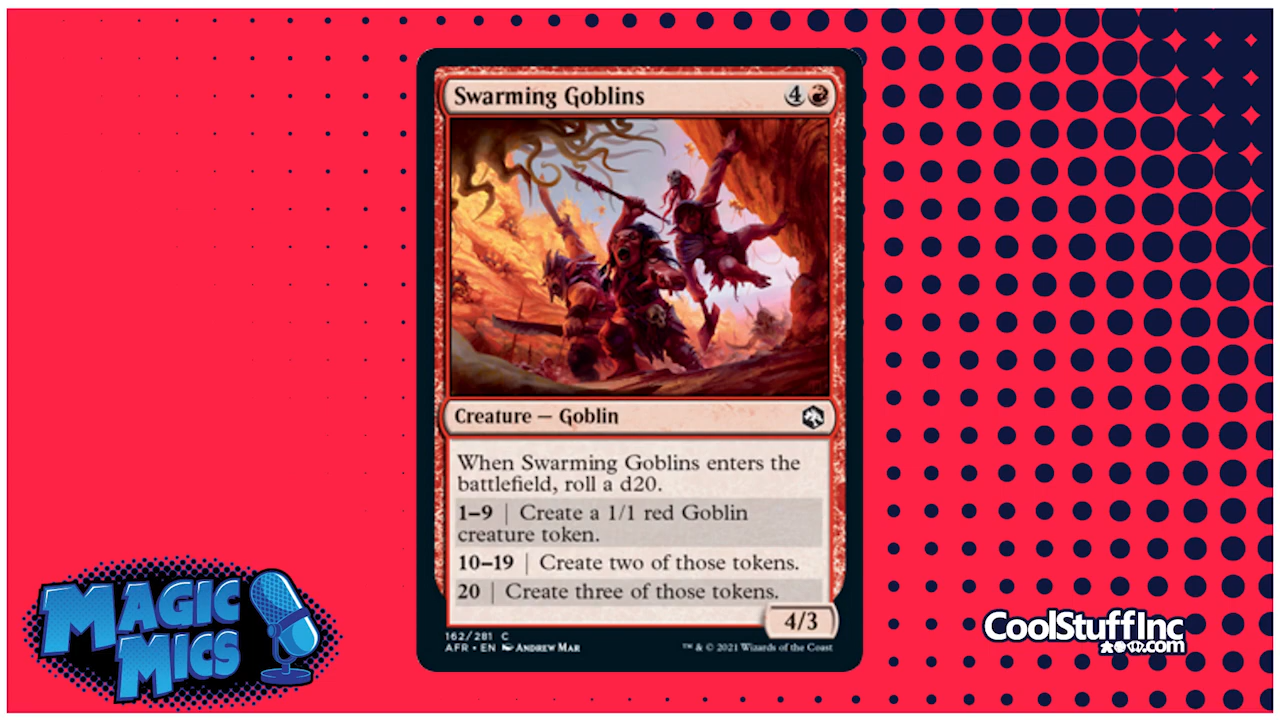 Swarming Goblins 4
Creature — Goblin
When Swarming Goblins enters the
battlefield, roll a d20.
1–9 | Create a 1/1 red Goblin
creature token.
10–19 | Create two of those tokens.
20 | Create three of those tokens.
4/3
162/281 C
AFR • EN Andrew Mar
™ & © 2021 Wizards of the Coast
MAGIC
MICS
CoolStuffInc
.com